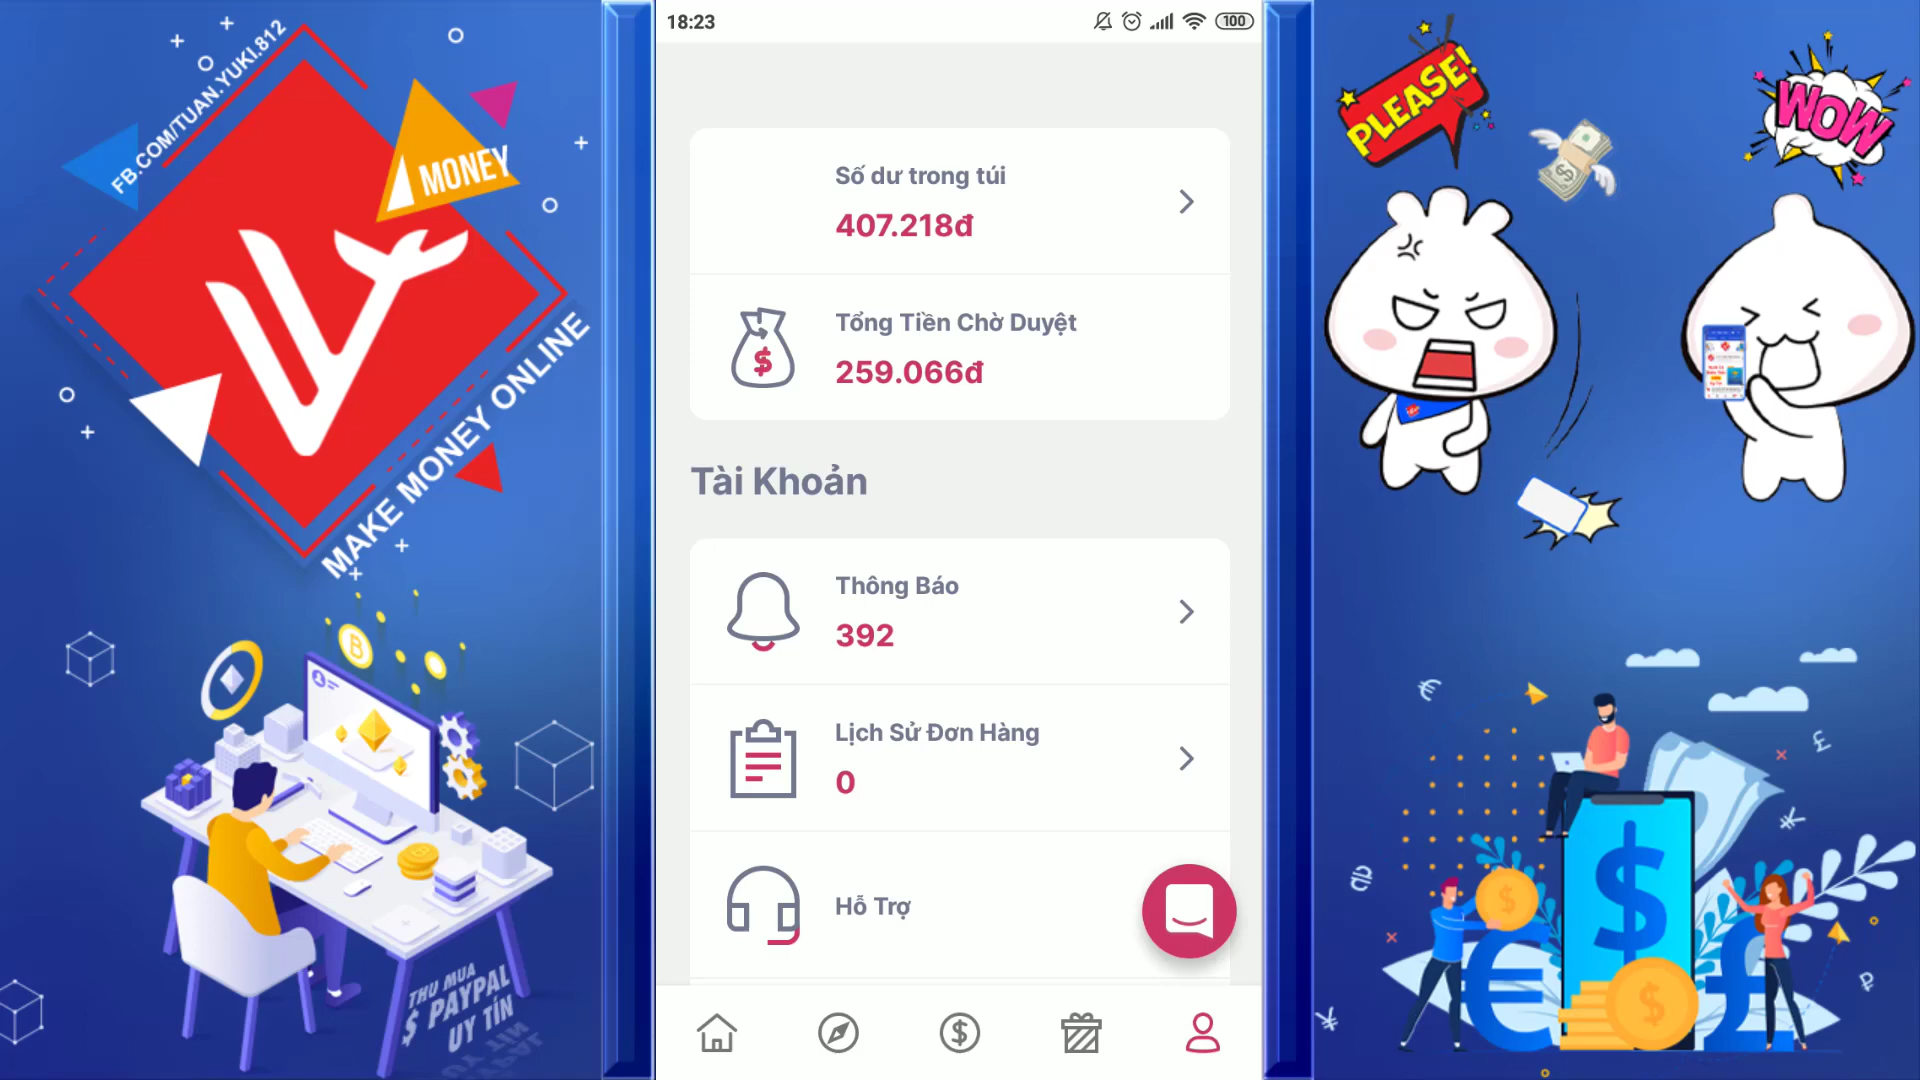 FB.COM/TUAN.YUKI.812
MONEY
MAKE MONEY ONLINE
THU MUA
$ PAYPAL
UY TÍN
18:23
100
Số dư trong túi
407.218đ
Tổng Tiền Chờ Duyệt
259.066đ
Tài Khoản
Thông Báo
392
Lịch Sử Đơn Hàng
0
Hỗ Trợ
PLEASE!
WOW